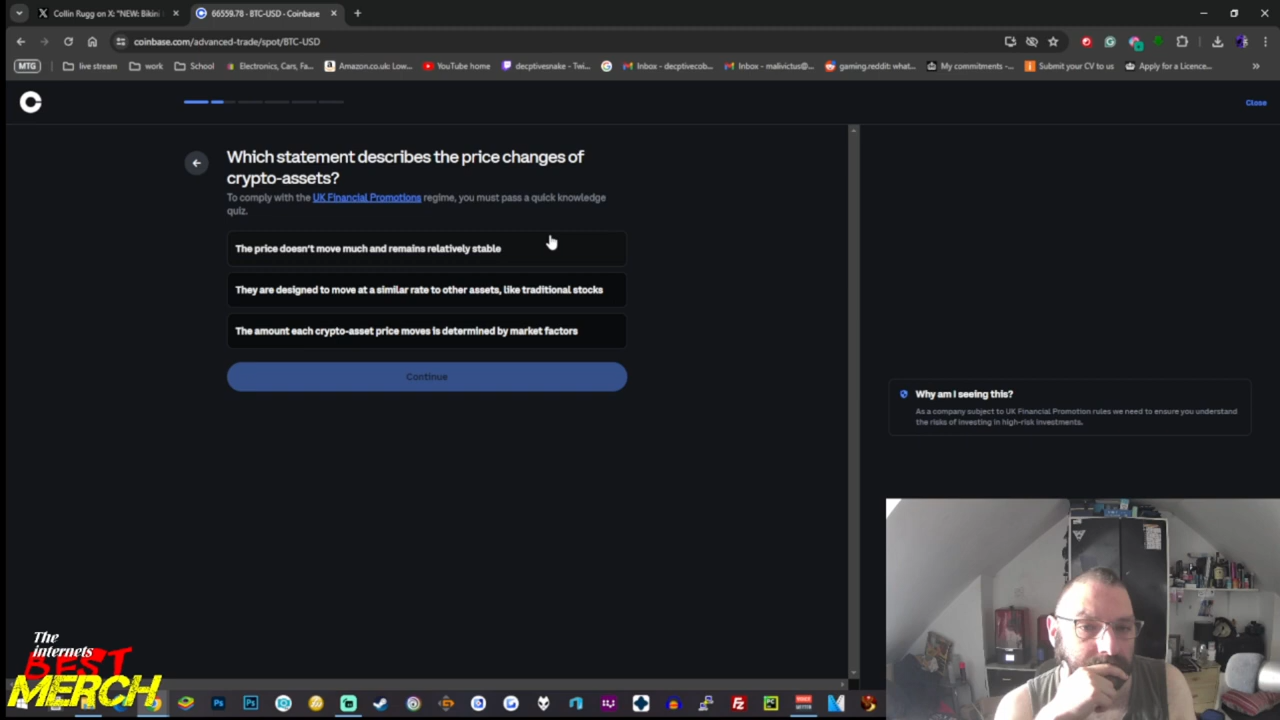 Collin Rugg on X: "NEW: Bikini
66559.78 - BTC-USD - Coinbase
coinbase.com/advanced-trade/spot/BTC-USD
MTG
live stream
work
School
Electronics, Cars, Fa...
Amazon.co.uk: Low...
YouTube home
decptivesnake - Twi...
Inbox - decptivecob...
Inbox - malivictus@...
gaming.reddit: what...
My commitments -...
Submit your CV to us
Apply for a Licence...
Close
Which statement describes the price changes of
crypto-assets?
To comply with the UK Financial Promotions regime, you must pass a quick knowledge
quiz.
The price doesn't move much and remains relatively stable
They are designed to move at a similar rate to other assets, like traditional stocks
The amount each crypto-asset price moves is determined by market factors
Continue
Why am I seeing this?
As a company subject to UK Financial Promotion rules we need to ensure you understand
the risks of investing in high-risk investments.
The
internets
BEST
MERCH